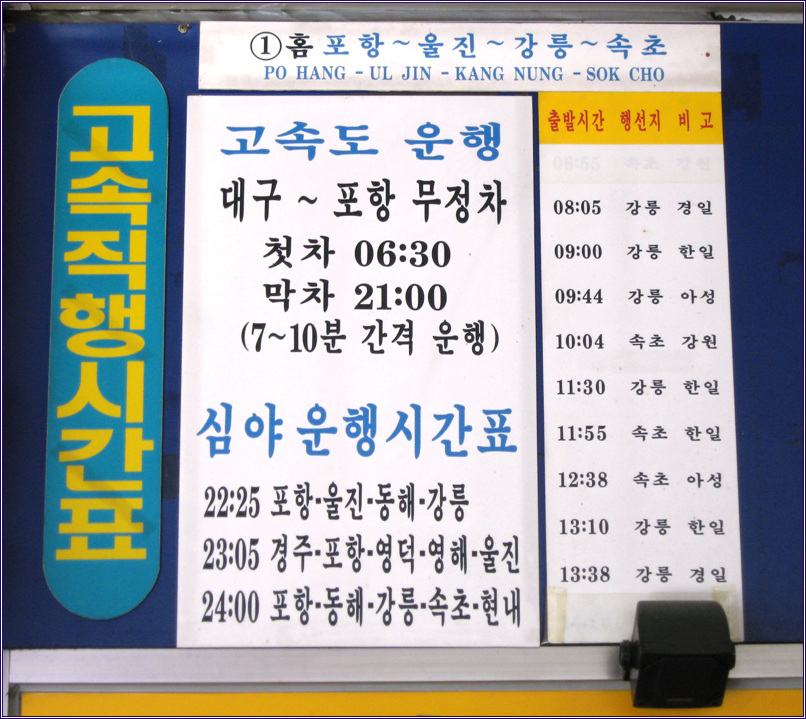 고속직행시간표
①홈 포항~울진~강릉~속초
PO HANG - UL JIN - KANG NUNG - SOK CHO
고속도 운행
대구 ~ 포항 무정차
첫차 06:30
막차 21:00
(7~10분 간격 운행)
심야 운행시간표
22:25 포항·울진·동해·강릉
23:05 경주·포항·영덕·영해·울진
24:00 포항·동해·강릉·속초·현내
출발시간 행선지 비고
06:55 속초 강원
08:05 강릉 경일
09:00 강릉 한일
09:44 강릉 아성
10:04 속초 강원
11:30 강릉 한일
11:55 속초 한일
12:38 속초 아성
13:10 강릉 한일
13:38 강릉 경일